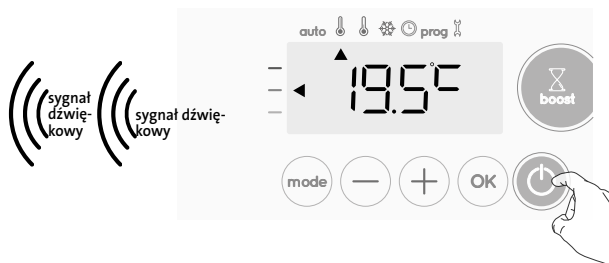 auto prog
19.5°C
boost
sygnał
dźwię-
kowy
sygnał dźwię-
kowy
mode − + OK